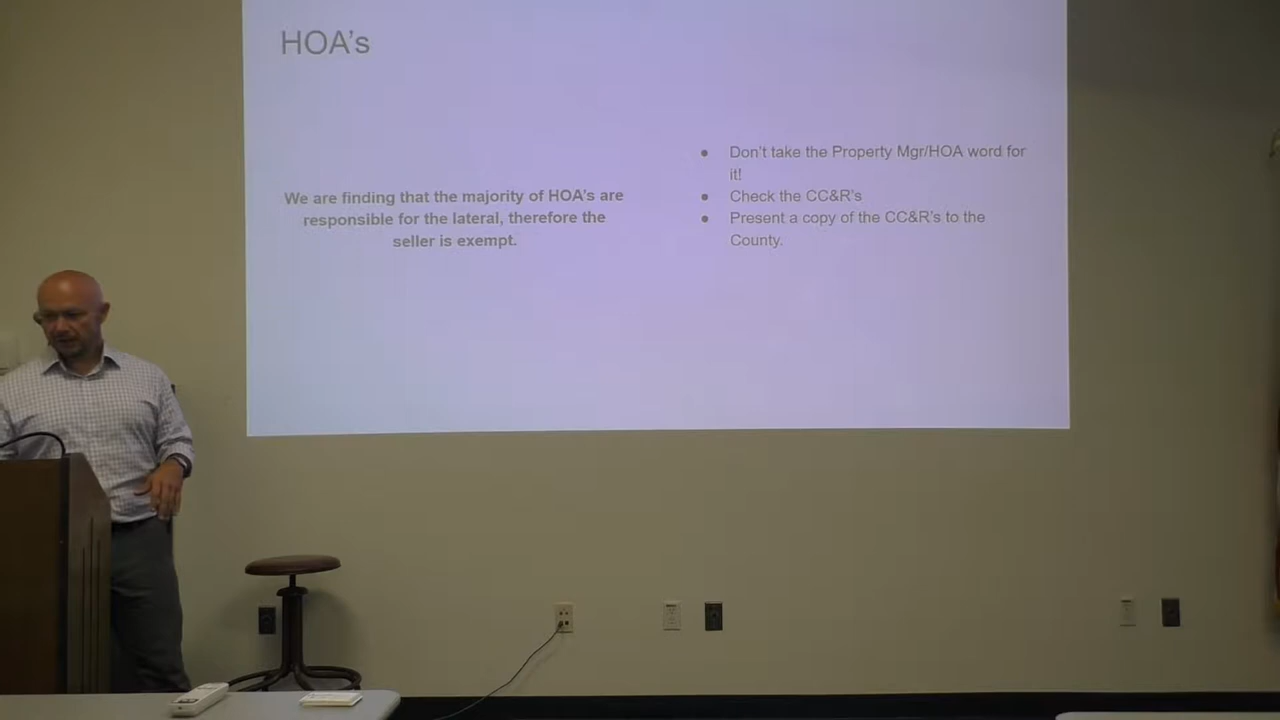 HOA's
We are finding that the majority of HOA's are
responsible for the lateral, therefore the
seller is exempt.
● Don't take the Property Mgr/HOA word for
it!
● Check the CC&R's
● Present a copy of the CC&R's to the
County.